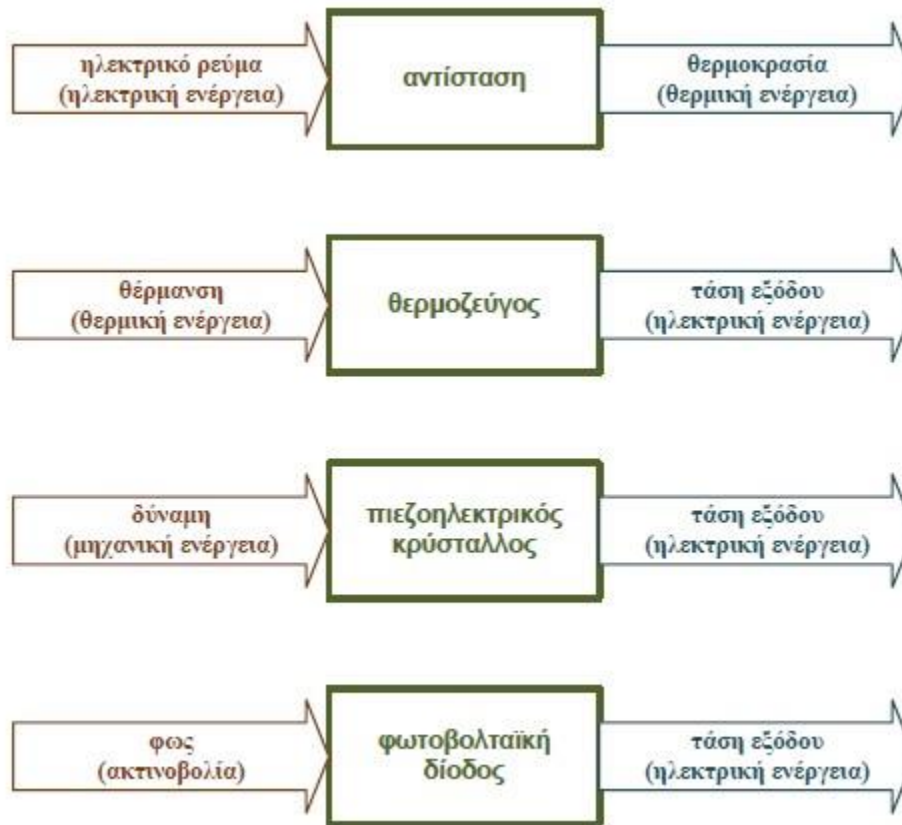 ηλεκτρικό ρεύμα
(ηλεκτρική ενέργεια)
αντίσταση
θερμοκρασία
(θερμική ενέργεια)
θέρμανση
(θερμική ενέργεια)
θερμοζεύγος
τάση εξόδου
(ηλεκτρική ενέργεια)
δύναμη
(μηχανική ενέργεια)
πιεζοηλεκτρικός
κρύσταλλος
τάση εξόδου
(ηλεκτρική ενέργεια)
φως
(ακτινοβολία)
φωτοβολταϊκή
δίοδος
τάση εξόδου
(ηλεκτρική ενέργεια)